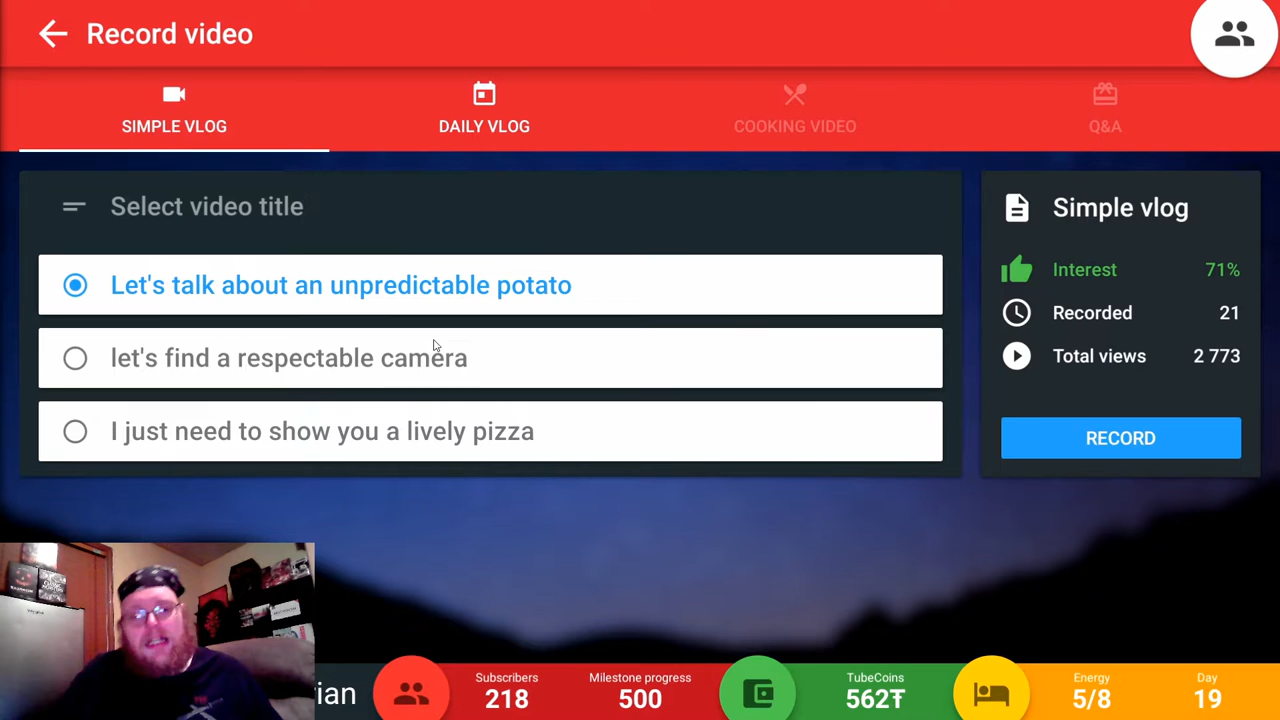 Record video
SIMPLE VLOG
DAILY VLOG
COOKING VIDEO
Q&A
Select video title
Let's talk about an unpredictable potato
let's find a respectable camera
I just need to show you a lively pizza
Simple vlog
Interest 71%
Recorded 21
Total views 2 773
RECORD
ian
Subscribers
218
Milestone progress
500
TubeCoins
562Ŧ
Energy
5/8
Day
19